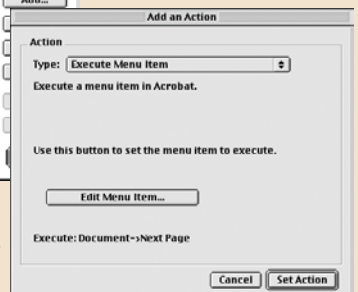 Add...
Add an Action
Action
Type: Execute Menu Item
Execute a menu item in Acrobat.
Use this button to set the menu item to execute.
Edit Menu Item...
Execute: Document->Next Page
Cancel Set Action